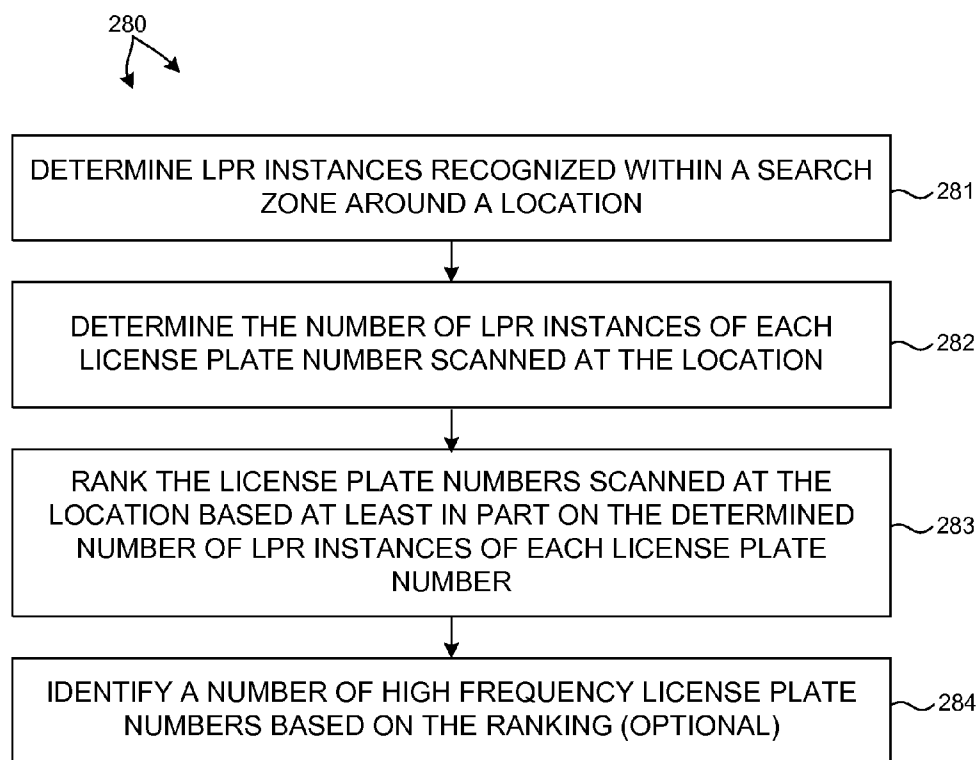 280
DETERMINE LPR INSTANCES RECOGNIZED WITHIN A SEARCH
ZONE AROUND A LOCATION
281
DETERMINE THE NUMBER OF LPR INSTANCES OF EACH
LICENSE PLATE NUMBER SCANNED AT THE LOCATION
282
RANK THE LICENSE PLATE NUMBERS SCANNED AT THE
LOCATION BASED AT LEAST IN PART ON THE DETERMINED
NUMBER OF LPR INSTANCES OF EACH LICENSE PLATE
NUMBER
283
IDENTIFY A NUMBER OF HIGH FREQUENCY LICENSE PLATE
NUMBERS BASED ON THE RANKING (OPTIONAL)
284